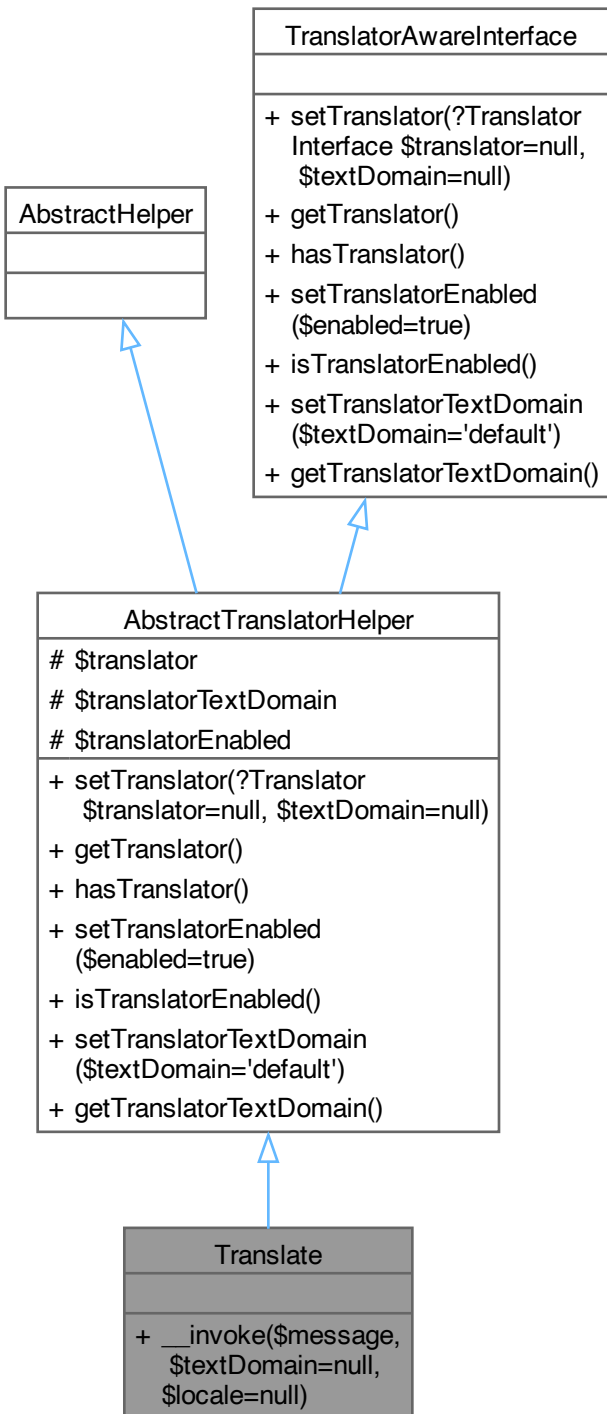 TranslatorAwareInterface
+ setTranslator(?Translator
Interface $translator=null,
$textDomain=null)
+ getTranslator()
+ hasTranslator()
+ setTranslatorEnabled
($enabled=true)
+ isTranslatorEnabled()
+ setTranslatorTextDomain
($textDomain='default')
+ getTranslatorTextDomain()
AbstractHelper
AbstractTranslatorHelper
# $translator
# $translatorTextDomain
# $translatorEnabled
+ setTranslator(?Translator
$translator=null, $textDomain=null)
+ getTranslator()
+ hasTranslator()
+ setTranslatorEnabled
($enabled=true)
+ isTranslatorEnabled()
+ setTranslatorTextDomain
($textDomain='default')
+ getTranslatorTextDomain()
Translate
+ __invoke($message,
$textDomain=null,
$locale=null)